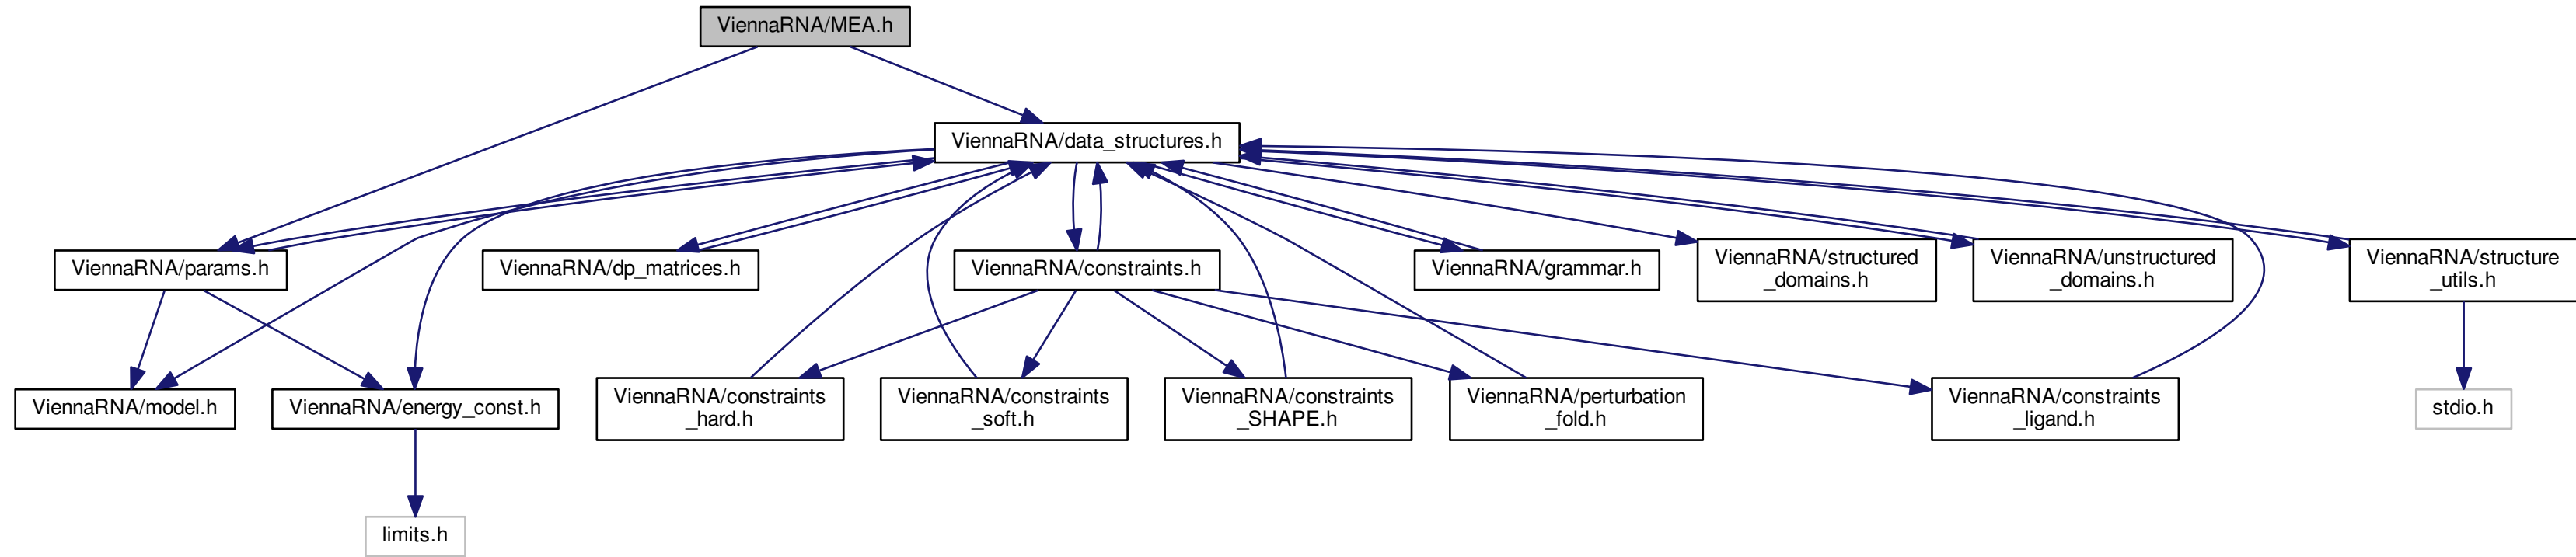 ViennaRNA/MEA.h
ViennaRNA/data_structures.h
ViennaRNA/params.h
ViennaRNA/dp_matrices.h
ViennaRNA/constraints.h
ViennaRNA/grammar.h
ViennaRNA/structured
_domains.h
ViennaRNA/unstructured
_domains.h
ViennaRNA/structure
_utils.h
ViennaRNA/model.h
ViennaRNA/energy_const.h
ViennaRNA/constraints
_hard.h
ViennaRNA/constraints
_soft.h
ViennaRNA/constraints
_SHAPE.h
ViennaRNA/perturbation
_fold.h
ViennaRNA/constraints
_ligand.h
stdio.h
limits.h